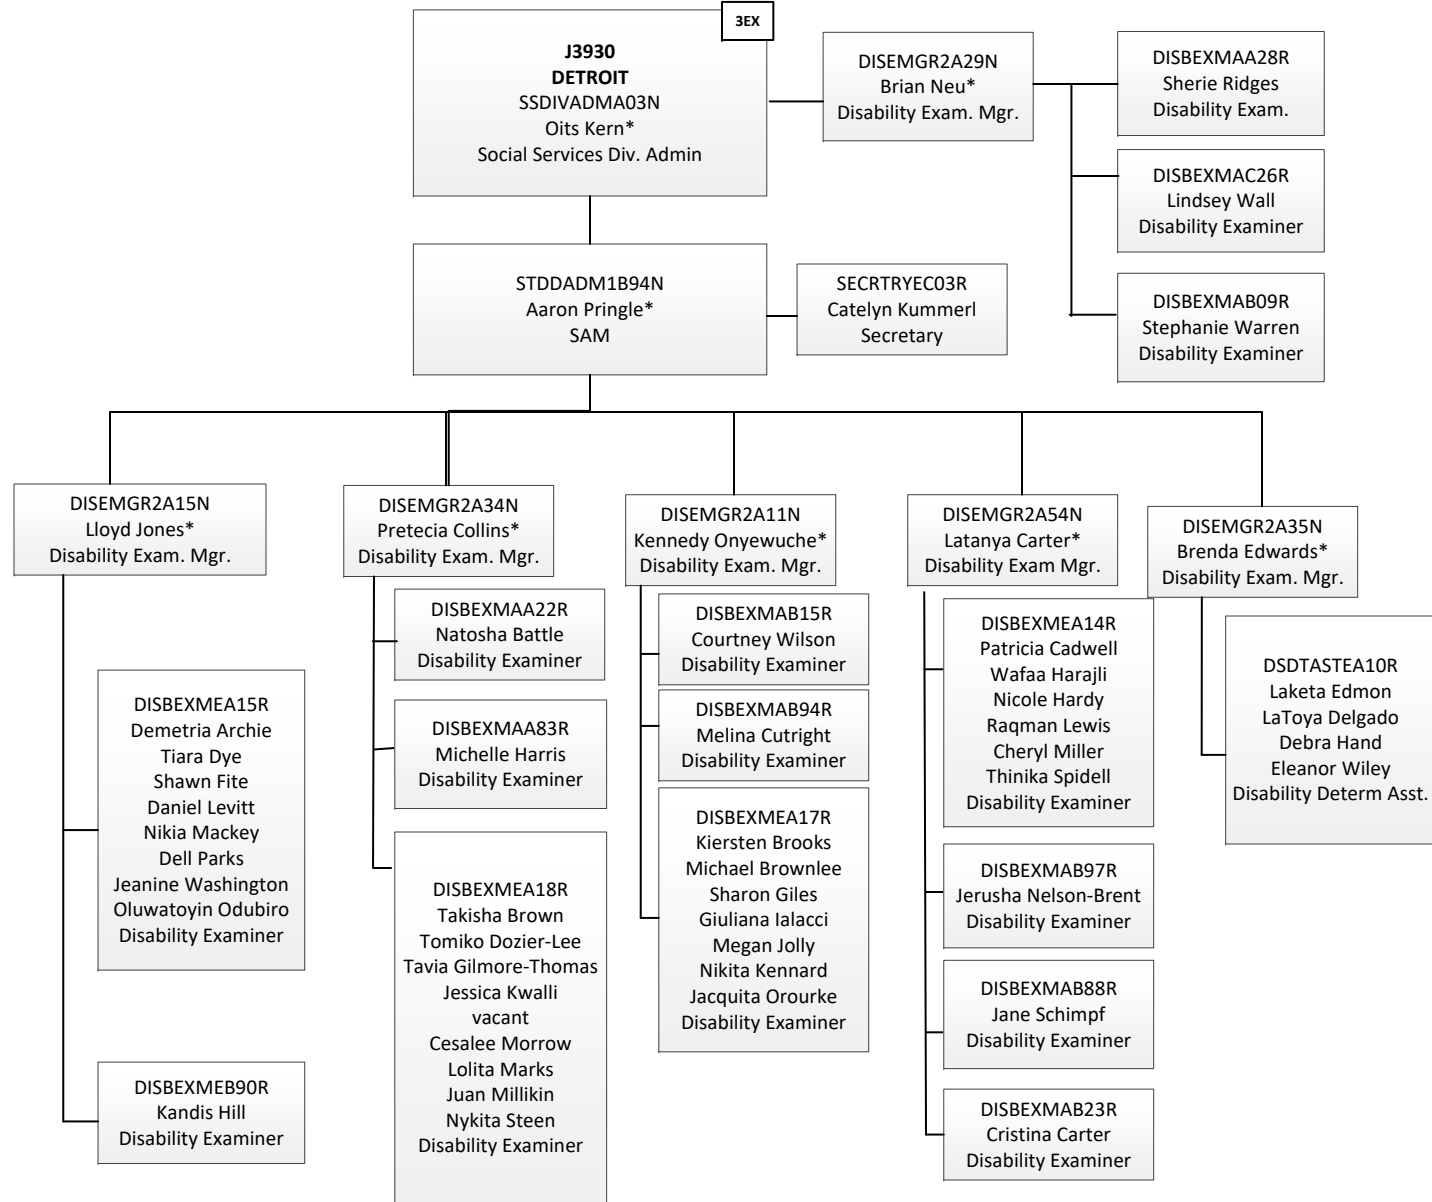 3EX
J3930
DETROIT
SSDIVADMA03N
Oits Kern*
Social Services Div. Admin
DISEMGR2A29N
Brian Neu*
Disability Exam. Mgr.
DISBEXMAA28R
Sherie Ridges
Disability Exam.
DISBEXMAC26R
Lindsey Wall
Disability Examiner
DISBEXMAB09R
Stephanie Warren
Disability Examiner
STDDADM1B94N
Aaron Pringle*
SAM
SECRTRYEC03R
Catelyn Kummerl
Secretary
DISEMGR2A15N
Lloyd Jones*
Disability Exam. Mgr.
DISBEXMEA15R
Demetria Archie
Tiara Dye
Shawn Fite
Daniel Levitt
Nikia Mackey
Dell Parks
Jeanine Washington
Oluwatoyin Odubiro
Disability Examiner
DISBEXMEB90R
Kandis Hill
Disability Examiner
DISEMGR2A34N
Pretecia Collins*
Disability Exam. Mgr.
DISBEXMAA22R
Natosha Battle
Disability Examiner
DISBEXMAA83R
Michelle Harris
Disability Examiner
DISBEXMEA18R
Takisha Brown
Tomiko Dozier-Lee
Tavia Gilmore-Thomas
Jessica Kwalli
vacant
Cesalee Morrow
Lolita Marks
Juan Millikin
Nykita Steen
Disability Examiner
DISEMGR2A11N
Kennedy Onyewuche*
Disability Exam. Mgr.
DISBEXMAB15R
Courtney Wilson
Disability Examiner
DISBEXMAB94R
Melina Cutright
Disability Examiner
DISBEXMEA17R
Kiersten Brooks
Michael Brownlee
Sharon Giles
Giuliana Ialacci
Megan Jolly
Nikita Kennard
Jacquita Orourke
Disability Examiner
DISEMGR2A54N
Latanya Carter*
Disability Exam Mgr.
DISBEXMEA14R
Patricia Cadwell
Wafaa Harajli
Nicole Hardy
Raqman Lewis
Cheryl Miller
Thinika Spidell
Disability Examiner
DISBEXMAB97R
Jerusha Nelson-Brent
Disability Examiner
DISBEXMAB88R
Jane Schimpf
Disability Examiner
DISBEXMAB23R
Cristina Carter
Disability Examiner
DISEMGR2A35N
Brenda Edwards*
Disability Exam. Mgr.
DSDTASTEA10R
Laketa Edmon
LaToya Delgado
Debra Hand
Eleanor Wiley
Disability Determ Asst.